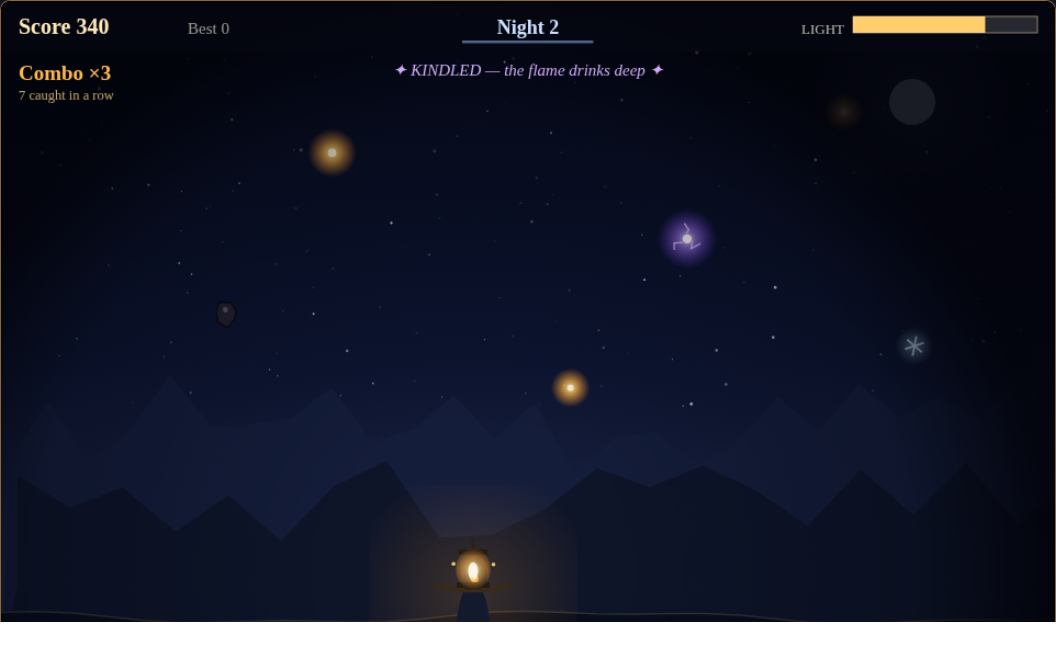 Score 340
Best 0
Night 2
LIGHT
Combo ×3
7 caught in a row
✦ KINDLED — the flame drinks deep ✦